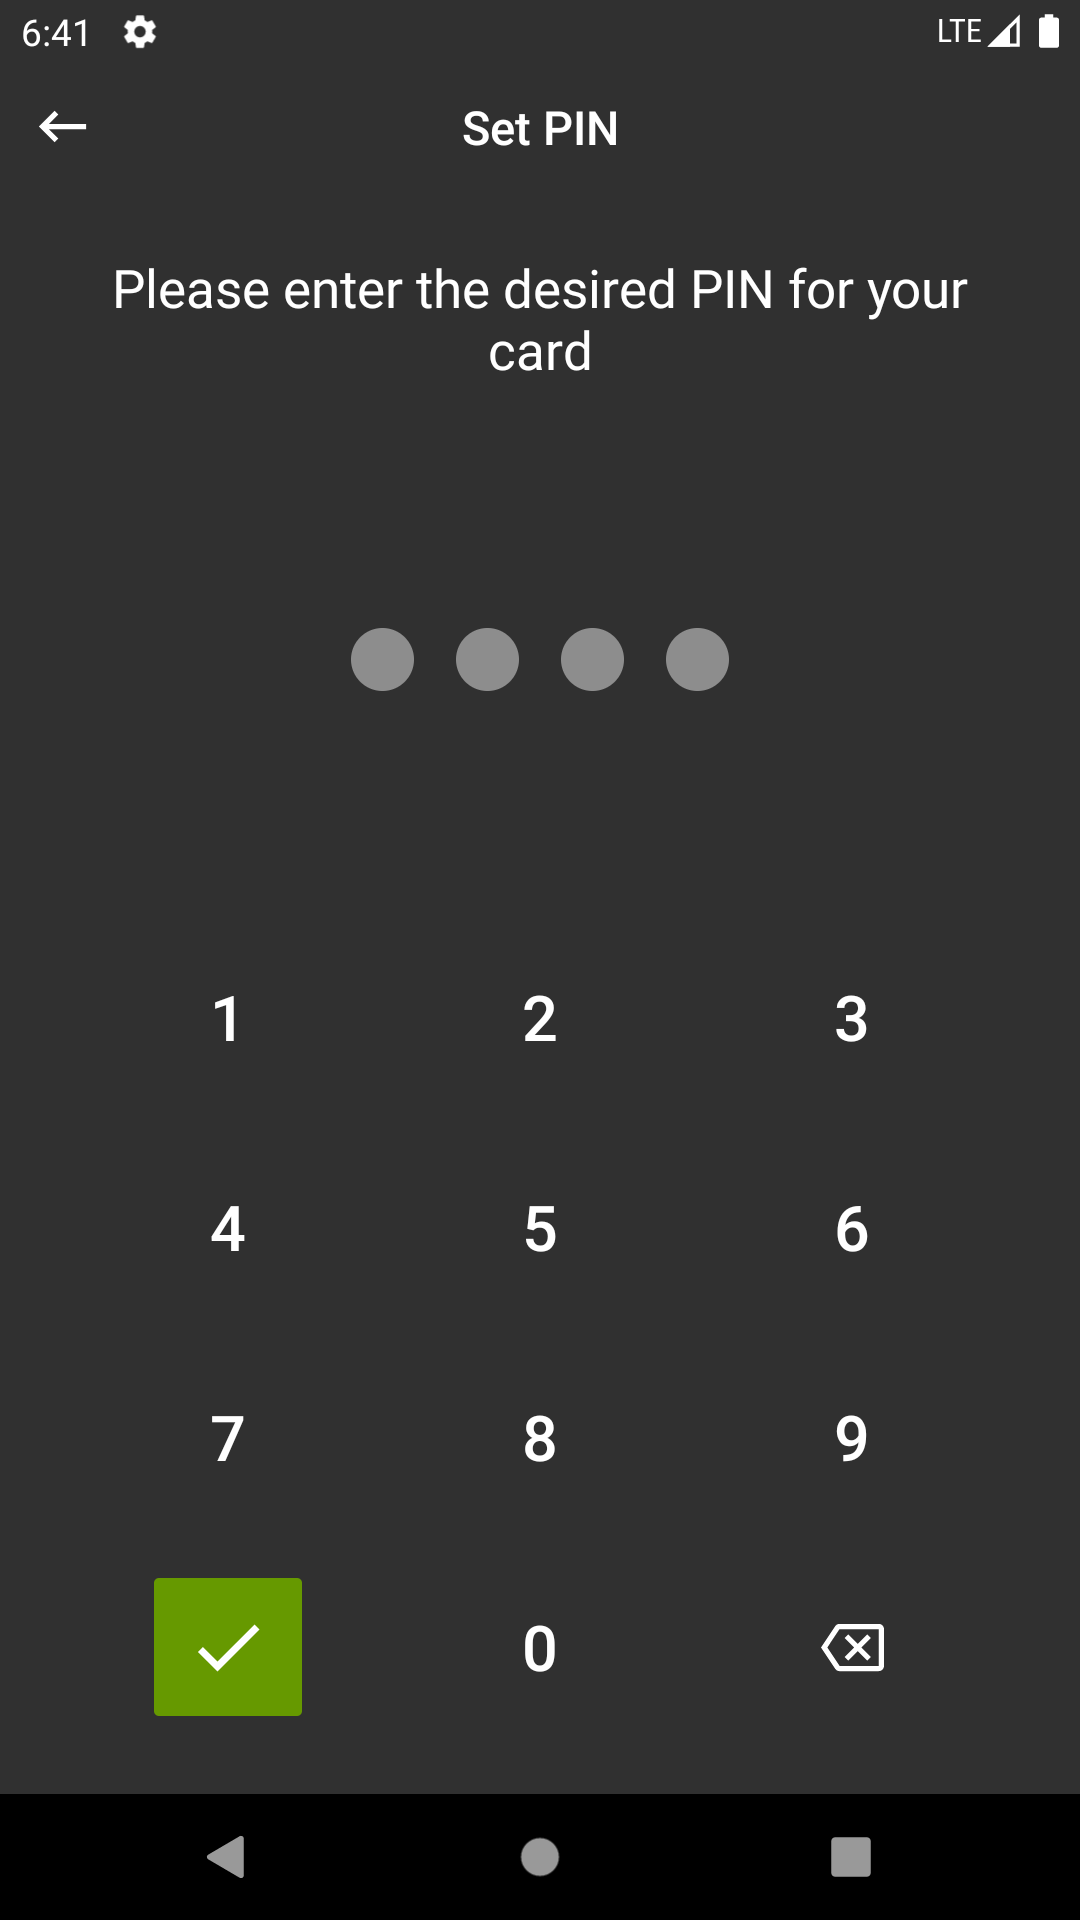 6:41 LTE
Set PIN
Please enter the desired PIN for your
card
1 2 3
4 5 6
7 8 9
0